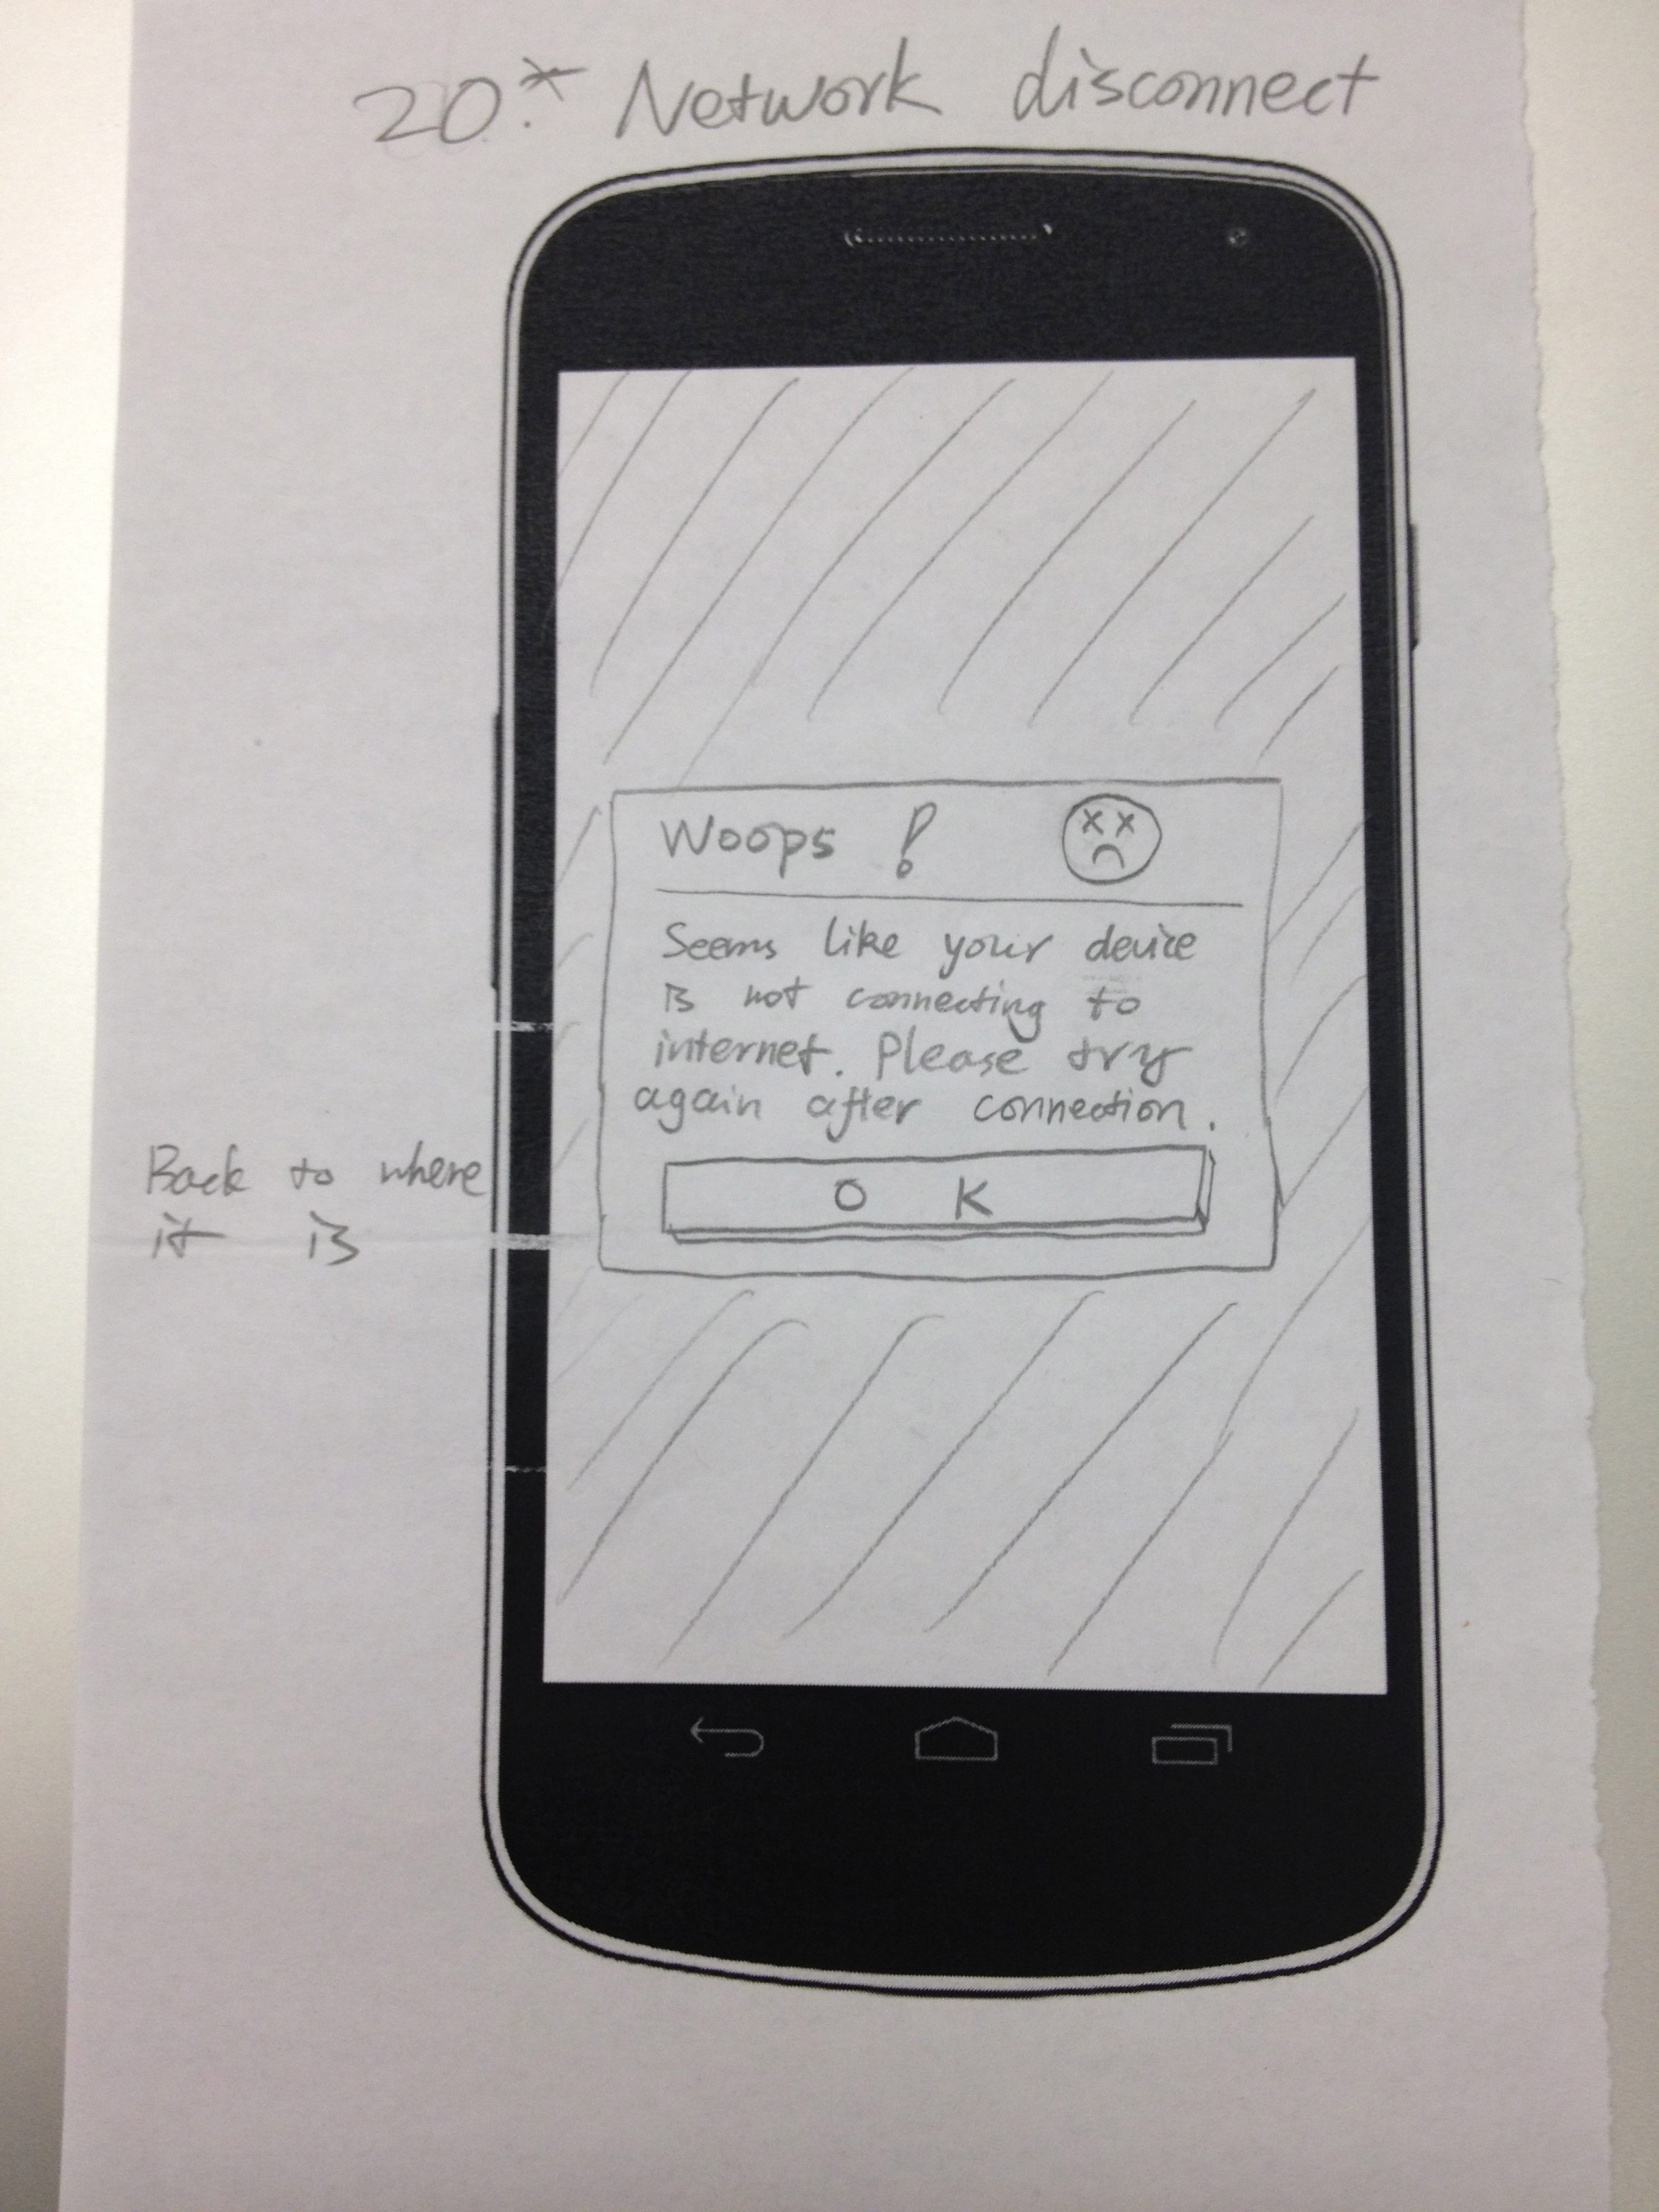 20.* Network disconnect
Woops !
Seems like your device
is not connecting to
internet. Please try
again after connection.
O K
Back to where
it is